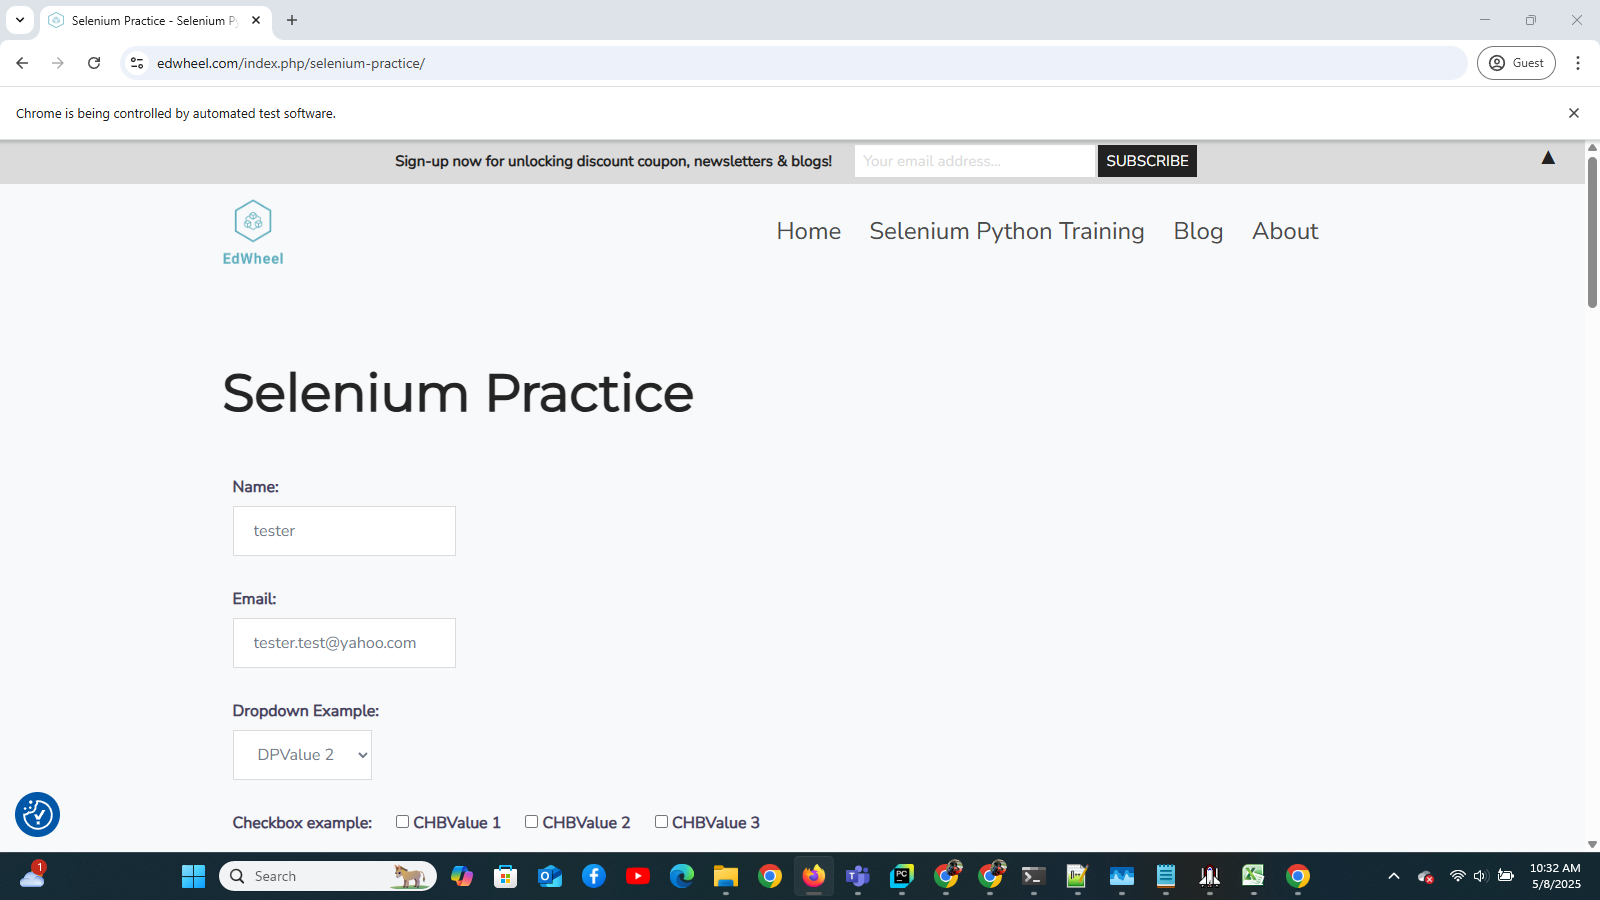 Selenium Practice - Selenium P
edwheel.com/index.php/selenium-practice/
Guest
Chrome is being controlled by automated test software.
Sign-up now for unlocking discount coupon, newsletters & blogs!
Your email address...
SUBSCRIBE
EdWheel
Home
Selenium Python Training
Blog
About
Selenium Practice
Name:
tester
Email:
tester.test@yahoo.com
Dropdown Example:
DPValue 2
Checkbox example:
CHBValue 1
CHBValue 2
CHBValue 3
1
Search
PC
10:32 AM
5/8/2025